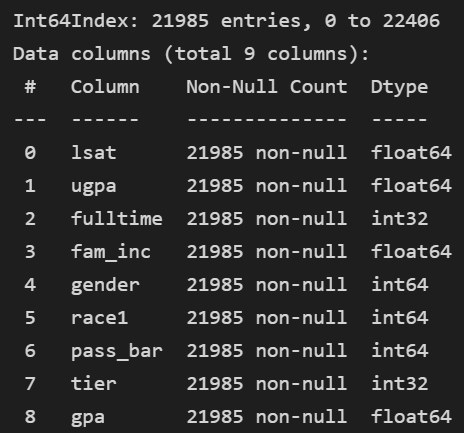 Int64Index: 21985 entries, 0 to 22406
Data columns (total 9 columns):
 #   Column     Non-Null Count  Dtype
---  ------     --------------  -----
 0   lsat       21985 non-null  float64
 1   ugpa       21985 non-null  float64
 2   fulltime   21985 non-null  int32
 3   fam_inc    21985 non-null  float64
 4   gender     21985 non-null  int64
 5   race1      21985 non-null  int64
 6   pass_bar   21985 non-null  int64
 7   tier       21985 non-null  int32
 8   gpa        21985 non-null  float64